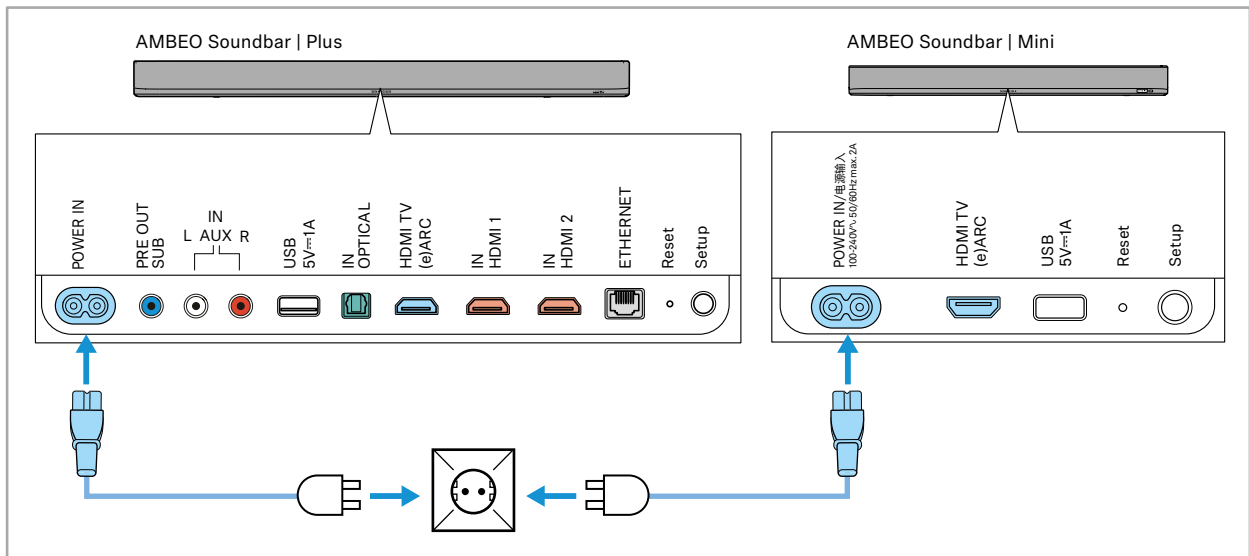 AMBEO Soundbar | Plus
POWER IN
PRE OUT
SUB
IN
L AUX R
USB
5V⎓1A
IN
OPTICAL
HDMI TV
(e)ARC
IN
HDMI 1
IN
HDMI 2
ETHERNET
Reset
Setup
AMBEO Soundbar | Mini
POWER IN/电源输入
100-240V∿ 50/60Hz max. 2A
HDMI TV
(e)ARC
USB
5V⎓1A
Reset
Setup